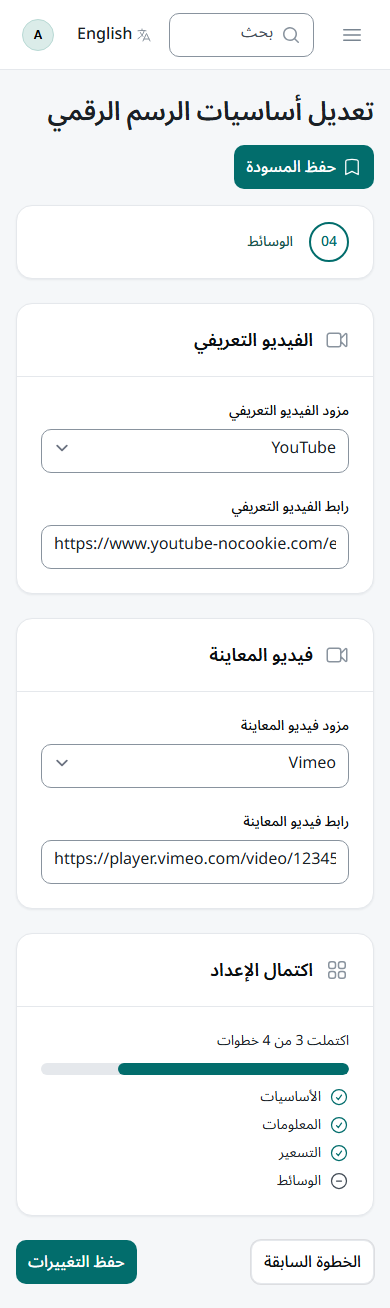 بحث
English
A
تعديل أساسيات الرسم الرقمي
حفظ المسودة
04
الوسائط
الفيديو التعريفي
مزود الفيديو التعريفي
YouTube
رابط الفيديو التعريفي
https://www.youtube-nocookie.com/e
فيديو المعاينة
مزود فيديو المعاينة
Vimeo
رابط فيديو المعاينة
https://player.vimeo.com/video/12345
اكتمال الإعداد
اكتملت 3 من 4 خطوات
الأساسيات
المعلومات
التسعير
الوسائط
الخطوة السابقة
حفظ التغييرات